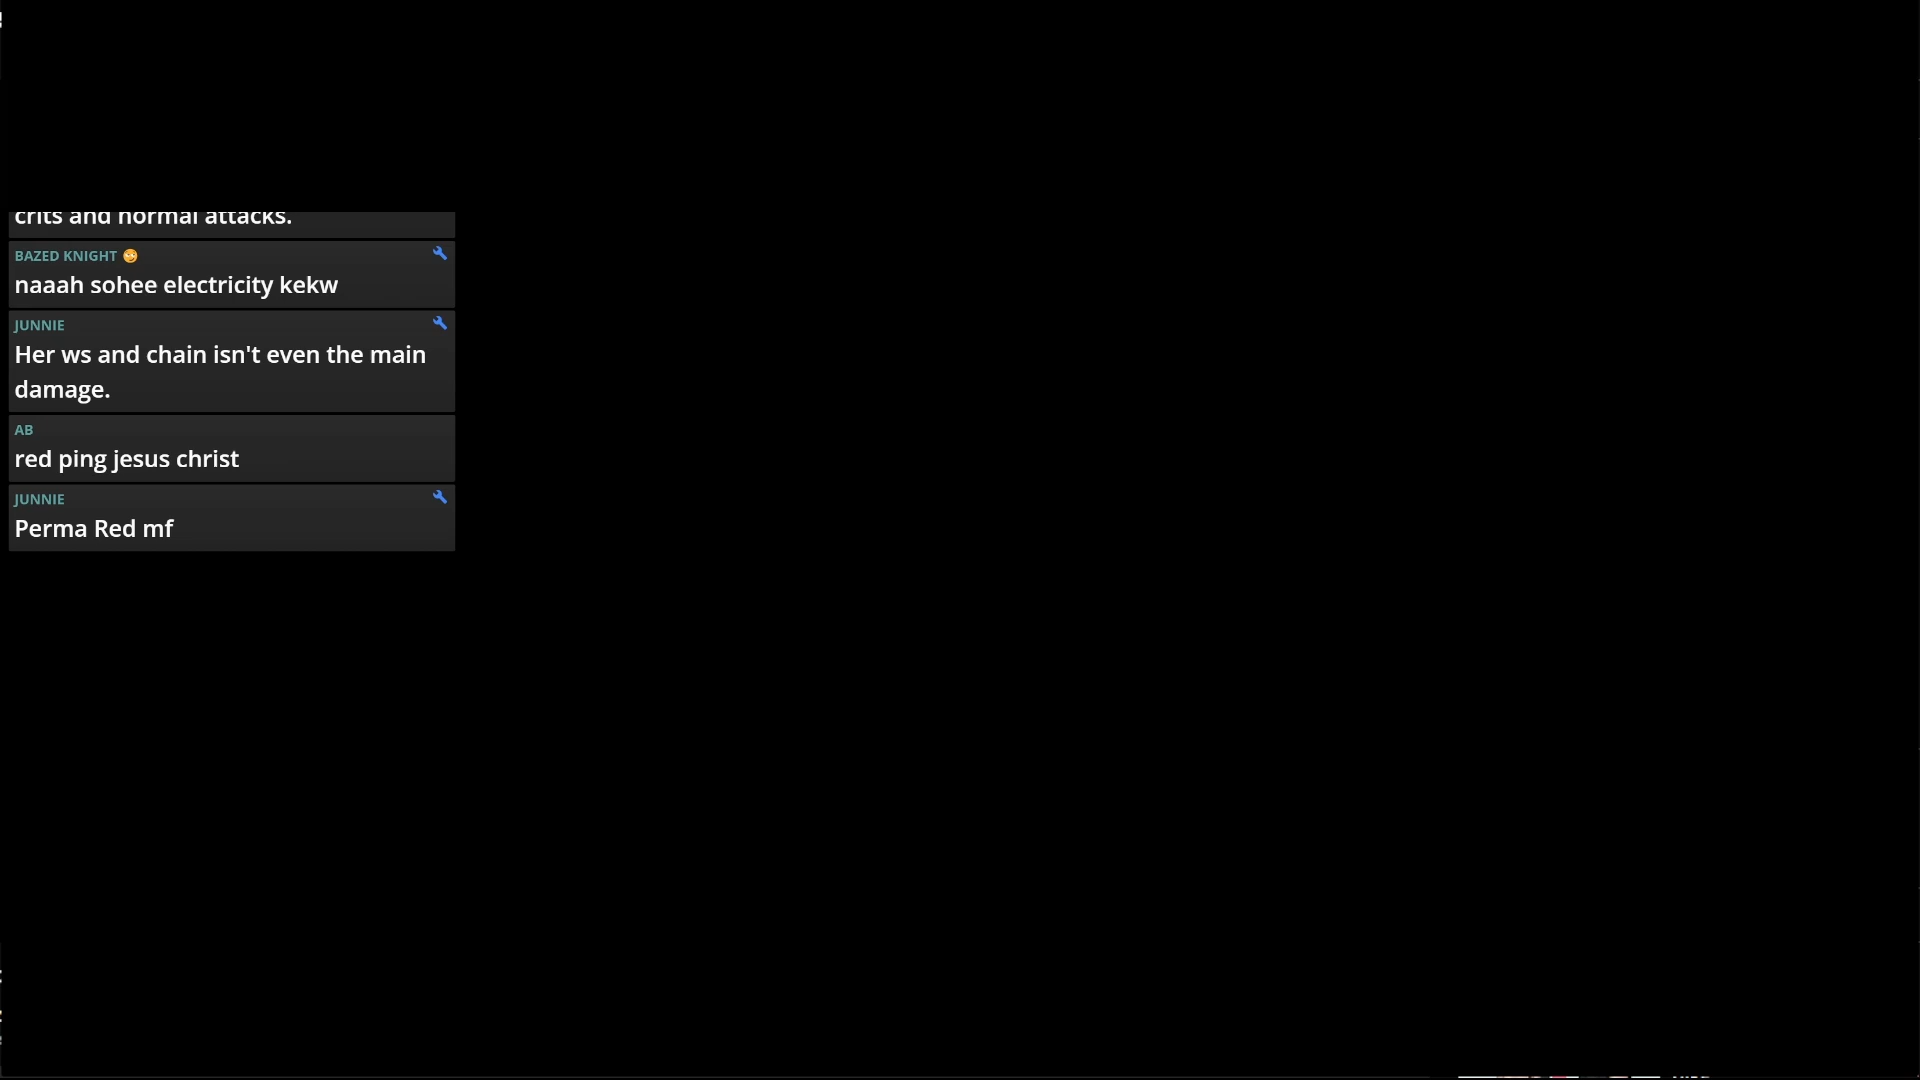 crits and normal attacks.
BAZED KNIGHT
naaah sohee electricity kekw
JUNNIE
Her ws and chain isn't even the main
damage.
AB
red ping jesus christ
JUNNIE
Perma Red mf